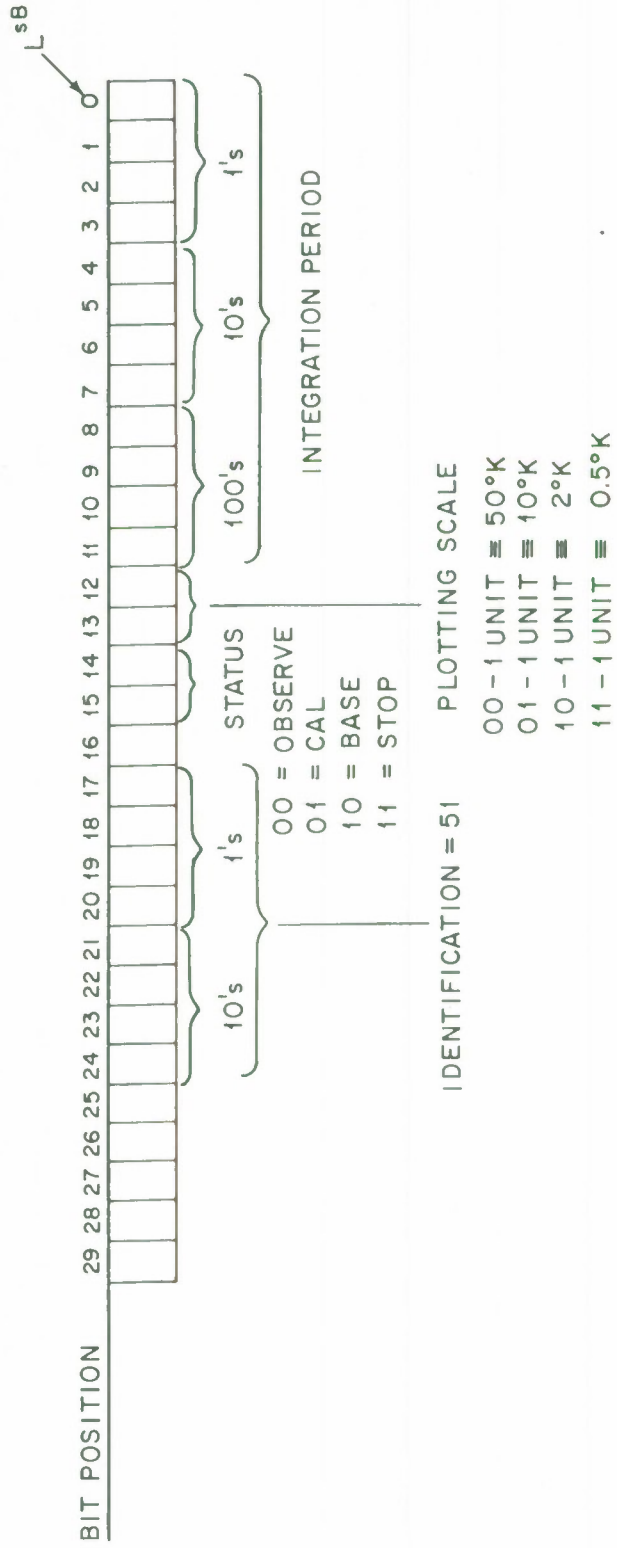 LSB
BIT POSITION 29 28 27 26 25 24 23 22 21 20 19 18 17 16 15 14 13 12 11 10 9 8 7 6 5 4 3 2 1 0
10's 1's STATUS 100's 10's 1's
00 = OBSERVE
01 = CAL
10 = BASE
11 = STOP
INTEGRATION PERIOD
IDENTIFICATION = 51
PLOTTING SCALE
00 - 1 UNIT ≡ 50°K
01 - 1 UNIT ≡ 10°K
10 - 1 UNIT ≡ 2°K
11 - 1 UNIT ≡ 0.5°K